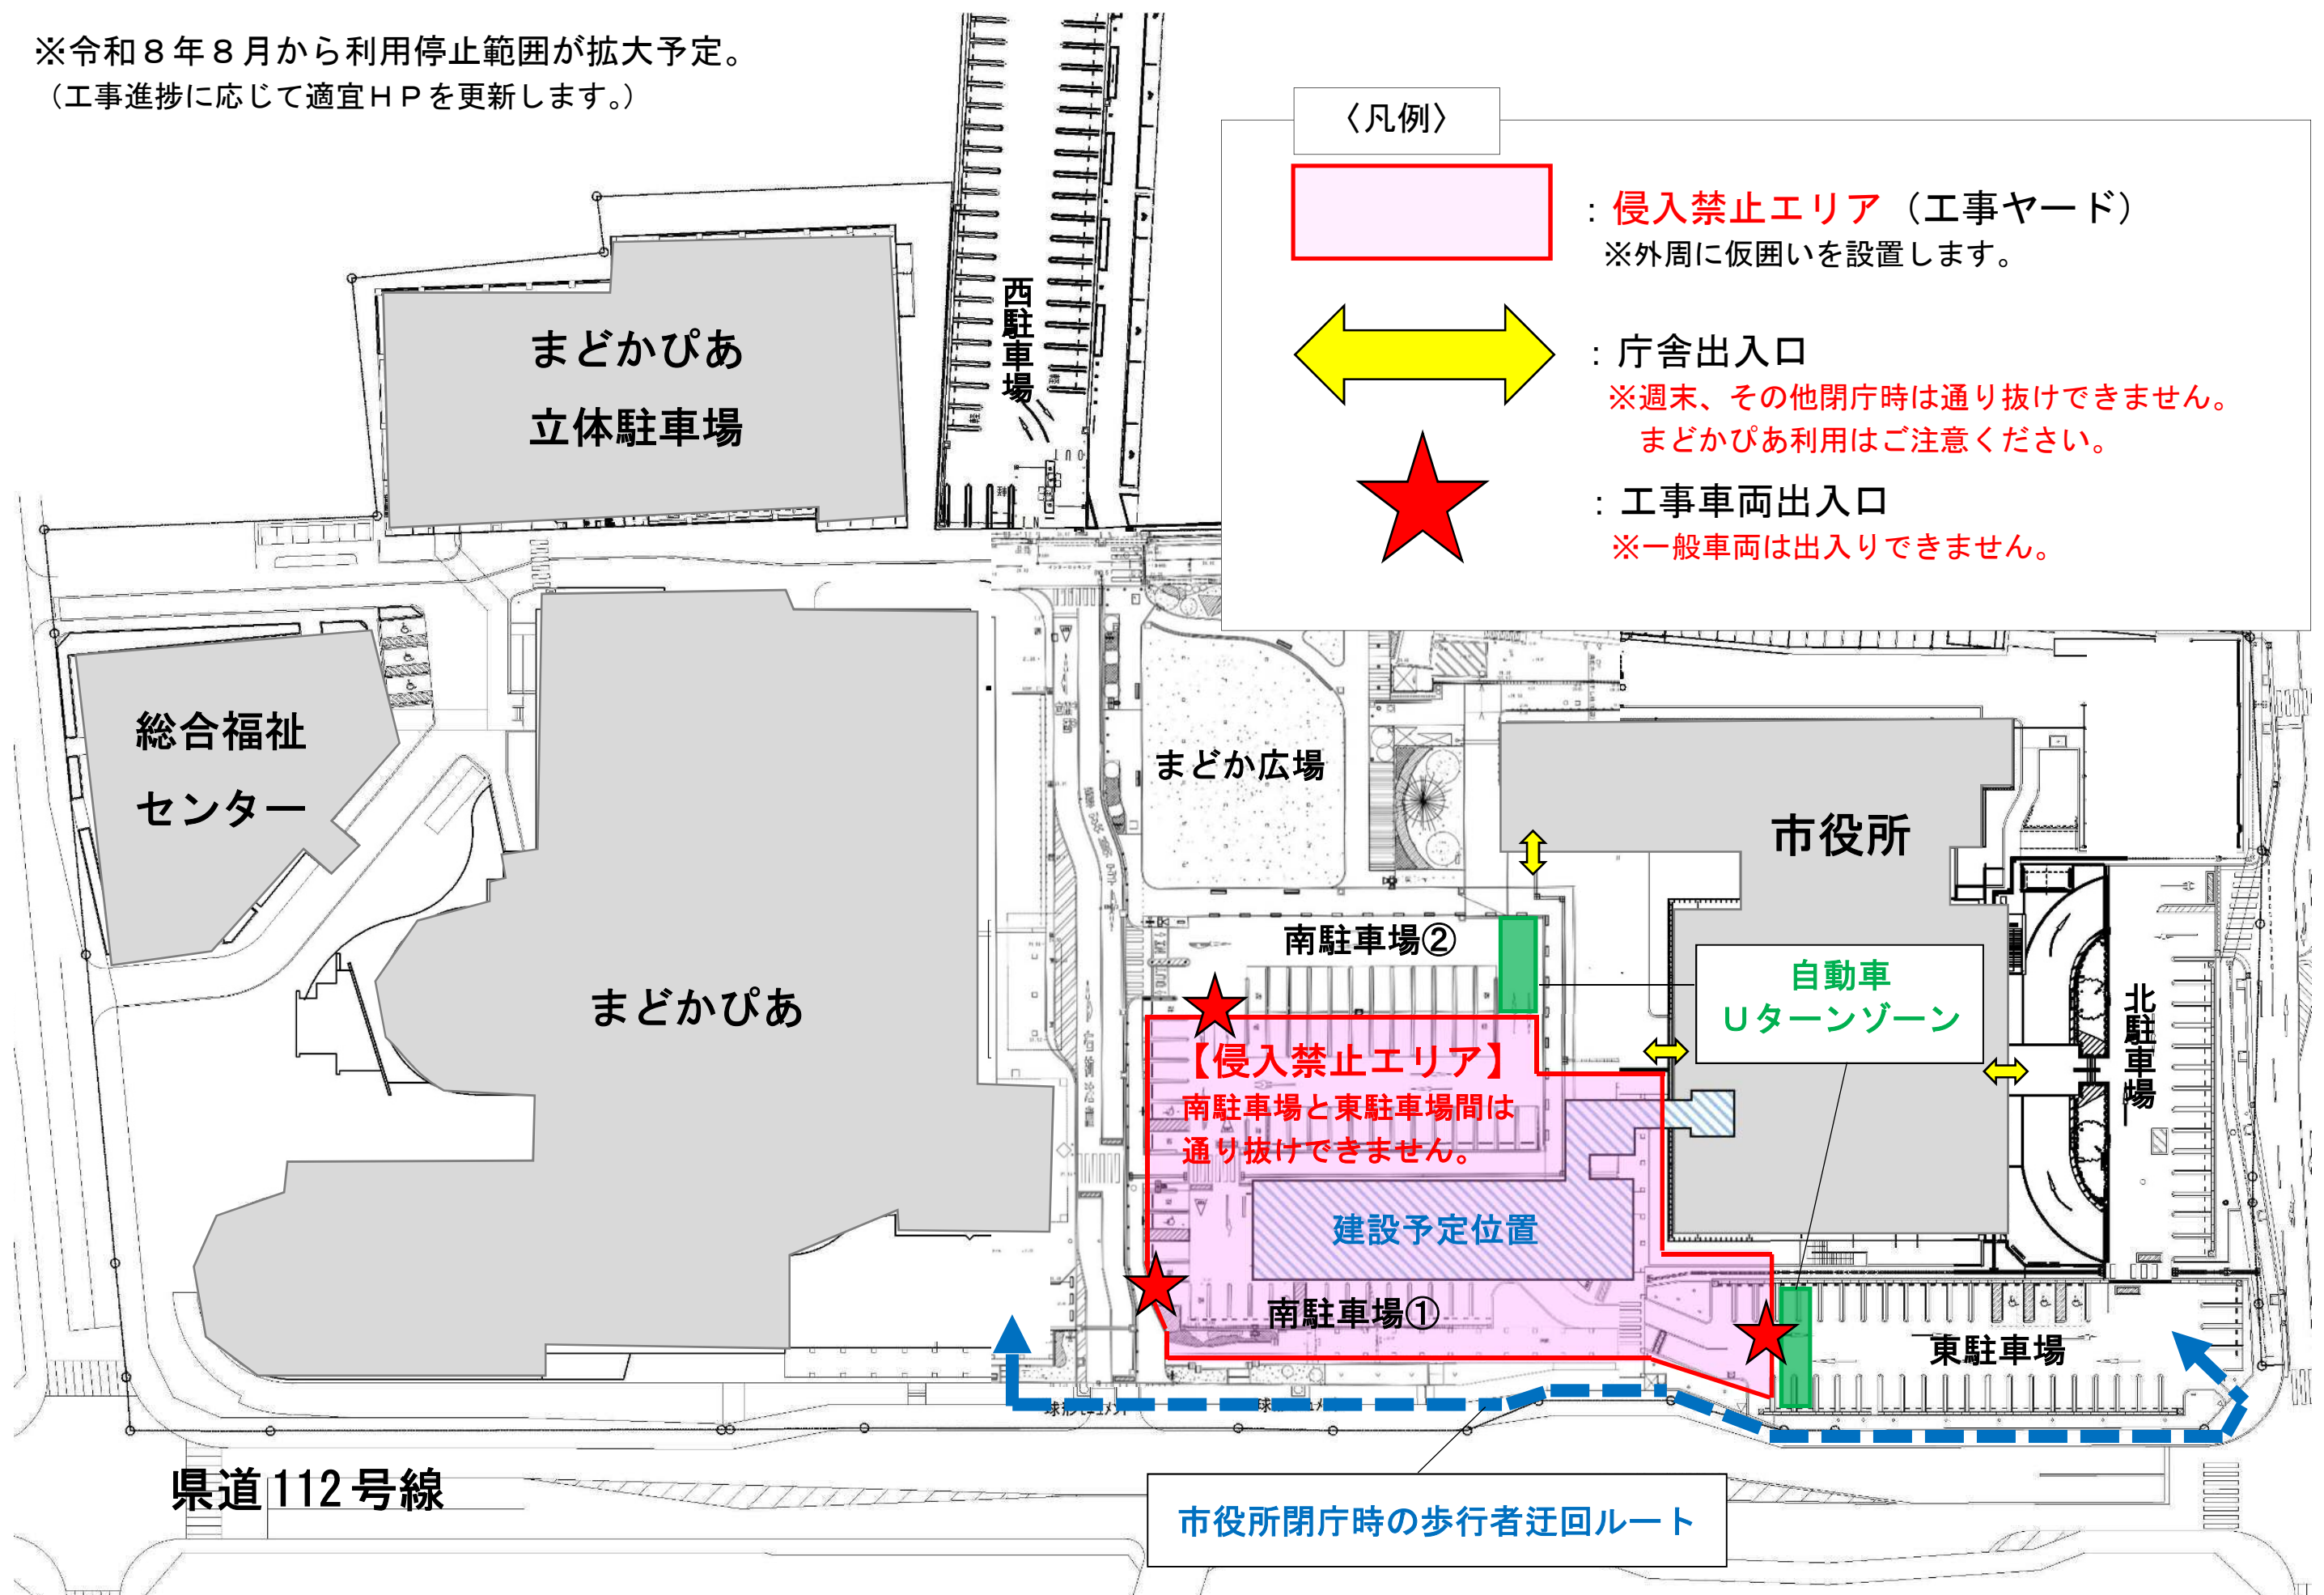 ※令和８年８月から利用停止範囲が拡大予定。
（工事進捗に応じて適宜ＨＰを更新します。）
〈凡例〉
：侵入禁止エリア（工事ヤード）
※外周に仮囲いを設置します。
：庁舎出入口
※週末、その他閉庁時は通り抜けできません。
まどかぴあ利用はご注意ください。
：工事車両出入口
※一般車両は出入りできません。
西駐車場
まどかぴあ
立体駐車場
OUT
IN
総合福祉
センター
まどか広場
市役所
南駐車場②
自動車
Uターンゾーン
北駐車場
まどかぴあ
【侵入禁止エリア】
南駐車場と東駐車場間は
通り抜けできません。
建設予定位置
南駐車場①
東駐車場
県道112号線
市役所閉庁時の歩行者迂回ルート